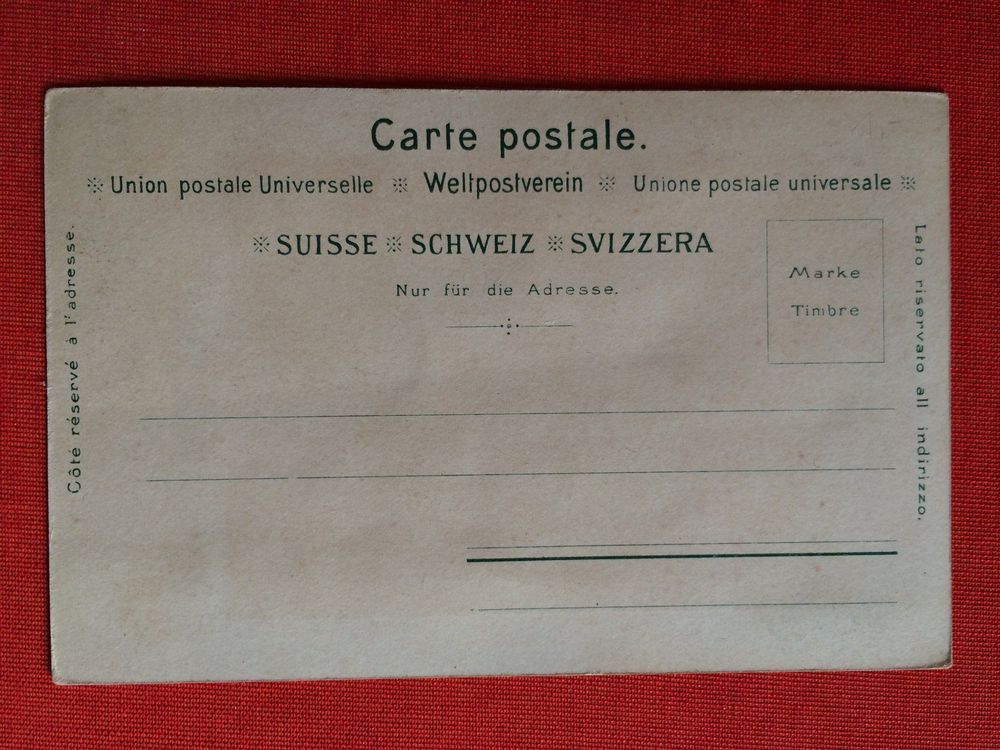 Carte postale.
※ Union postale Universelle ※ Weltpostverein ※ Unione postale universale ※
※ SUISSE ※ SCHWEIZ ※ SVIZZERA
Nur für die Adresse.
Marke
Timbre
Côté réservé à l'adresse.
Lato riservato all indirizzo.